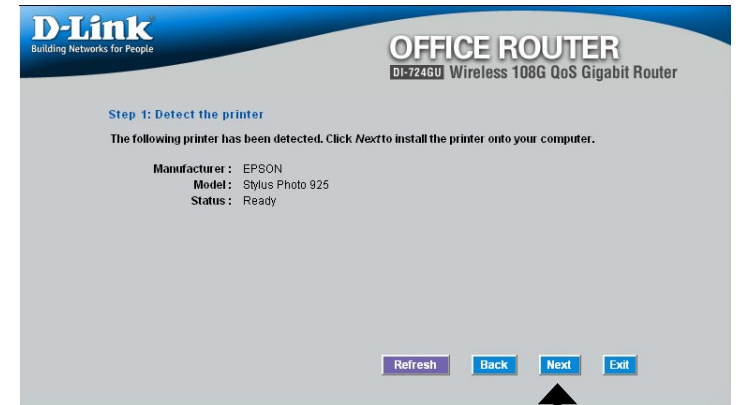 D-Link
Building Networks for People
OFFICE ROUTER
DI-724GU Wireless 108G QoS Gigabit Router
Step 1: Detect the printer
The following printer has been detected. Click Next to install the printer onto your computer.
Manufacturer : EPSON
Model : Stylus Photo 925
Status : Ready
Refresh Back Next Exit